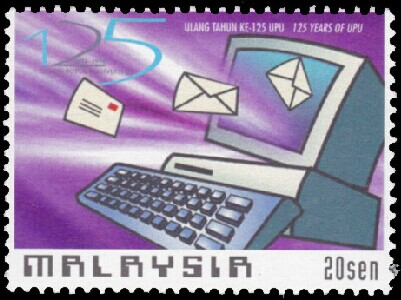 ULANG TAHUN KE-125 UPU 125 YEARS OF UPU
125
MALAYSIA 20sen